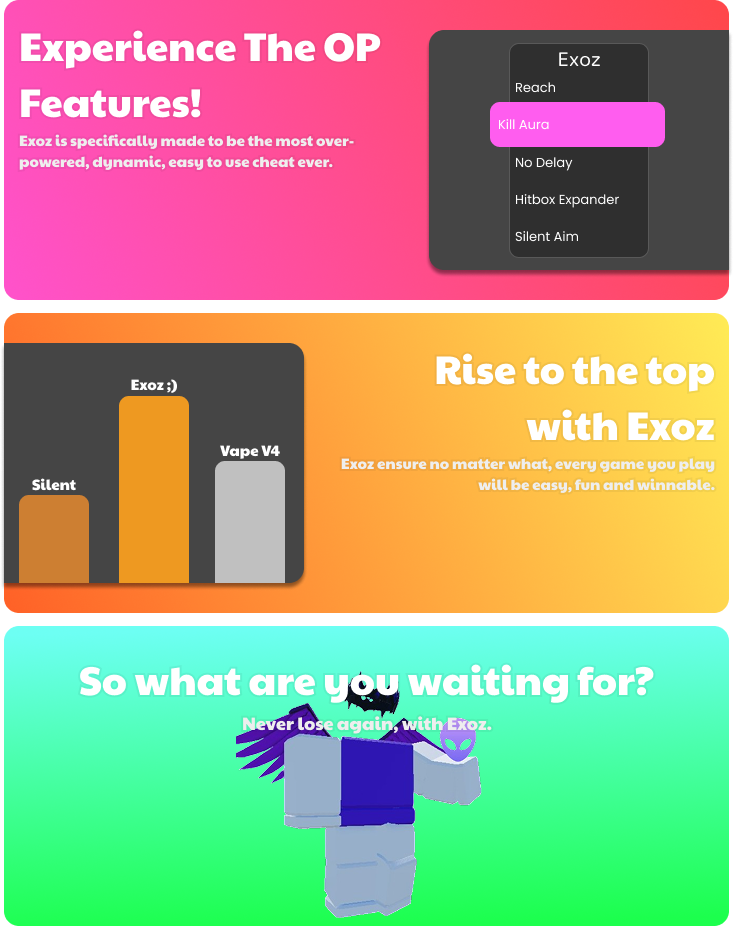 Experience The OP
Features!
Exoz is specifically made to be the most over-
powered, dynamic, easy to use cheat ever.
Exoz
Reach
Kill Aura
No Delay
Hitbox Expander
Silent Aim
Silent
Exoz ;)
Vape V4
Rise to the top
with Exoz
Exoz ensure no matter what, every game you play
will be easy, fun and winnable.
So what are you waiting for?
Never lose again, with Exoz.